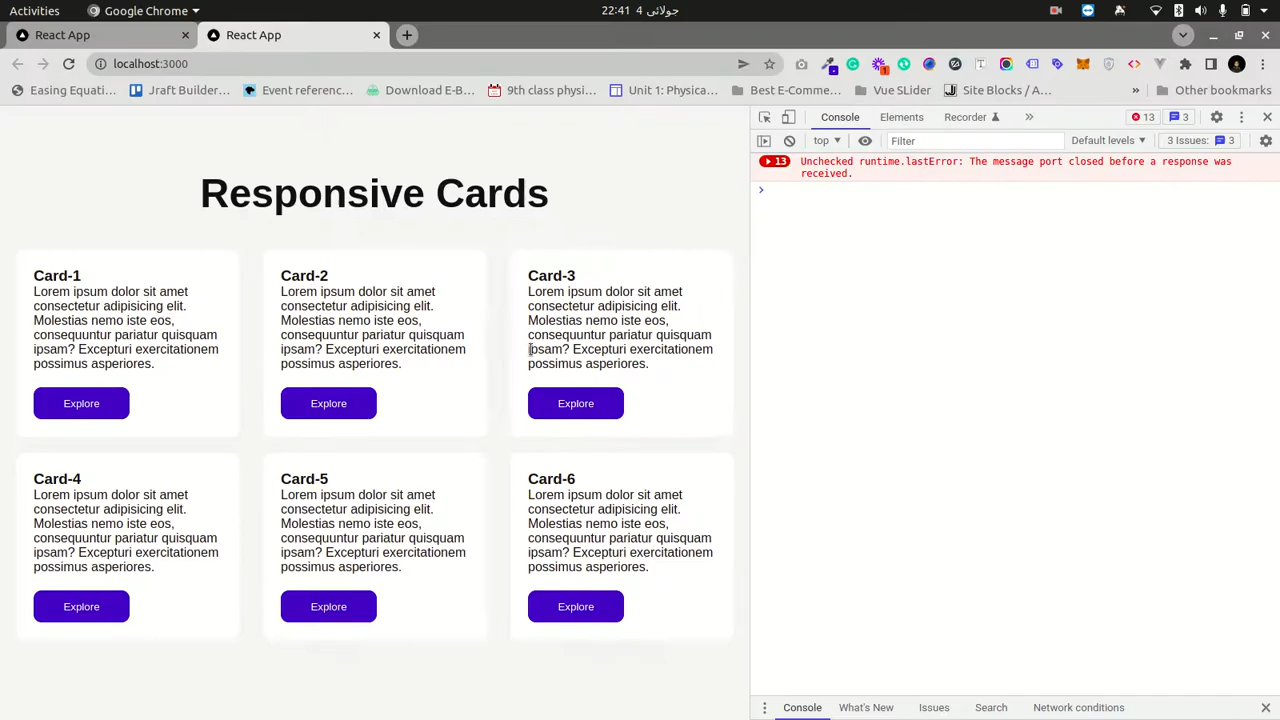 Activities Google Chrome 22:41 4 جولائی
React App React App
localhost:3000
Easing Equati... Jraft Builder... Event referenc... Download E-B... 9th class physi... Unit 1: Physica... Best E-Comme... Vue SLider Site Blocks / A... » Other bookmarks
Console Elements Recorder » 13 3
top Filter Default levels 3 Issues: 3
13 Unchecked runtime.lastError: The message port closed before a response was
received.
Responsive Cards
Card-1
Lorem ipsum dolor sit amet
consectetur adipisicing elit.
Molestias nemo iste eos,
consequuntur pariatur quisquam
ipsam? Excepturi exercitationem
possimus asperiores.
Explore
Card-2
Lorem ipsum dolor sit amet
consectetur adipisicing elit.
Molestias nemo iste eos,
consequuntur pariatur quisquam
ipsam? Excepturi exercitationem
possimus asperiores.
Explore
Card-3
Lorem ipsum dolor sit amet
consectetur adipisicing elit.
Molestias nemo iste eos,
consequuntur pariatur quisquam
ipsam? Excepturi exercitationem
possimus asperiores.
Explore
Card-4
Lorem ipsum dolor sit amet
consectetur adipisicing elit.
Molestias nemo iste eos,
consequuntur pariatur quisquam
ipsam? Excepturi exercitationem
possimus asperiores.
Explore
Card-5
Lorem ipsum dolor sit amet
consectetur adipisicing elit.
Molestias nemo iste eos,
consequuntur pariatur quisquam
ipsam? Excepturi exercitationem
possimus asperiores.
Explore
Card-6
Lorem ipsum dolor sit amet
consectetur adipisicing elit.
Molestias nemo iste eos,
consequuntur pariatur quisquam
ipsam? Excepturi exercitationem
possimus asperiores.
Explore
Console What's New Issues Search Network conditions